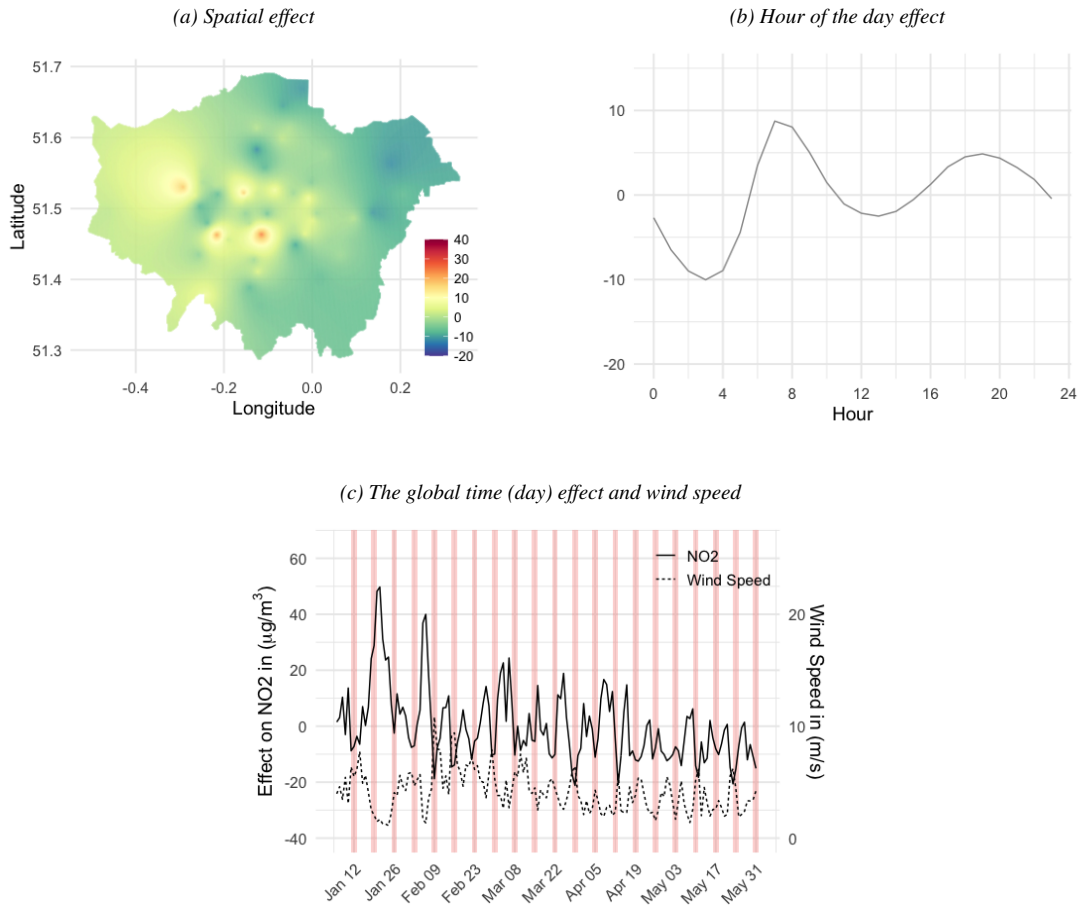 (a) Spatial effect
51.7
51.6
51.5
51.4
51.3
Latitude
-0.4
-0.2
0.0
0.2
Longitude
40
30
20
10
0
-10
-20
(b) Hour of the day effect
10
0
-10
-20
0
4
8
12
16
20
24
Hour
(c) The global time (day) effect and wind speed
Effect on NO2 in (μg/m³)
60
40
20
0
-20
-40
NO2
Wind Speed
20
10
0
Wind Speed in (m/s)
Jan 12
Jan 26
Feb 09
Feb 23
Mar 08
Mar 22
Apr 05
Apr 19
May 03
May 17
May 31